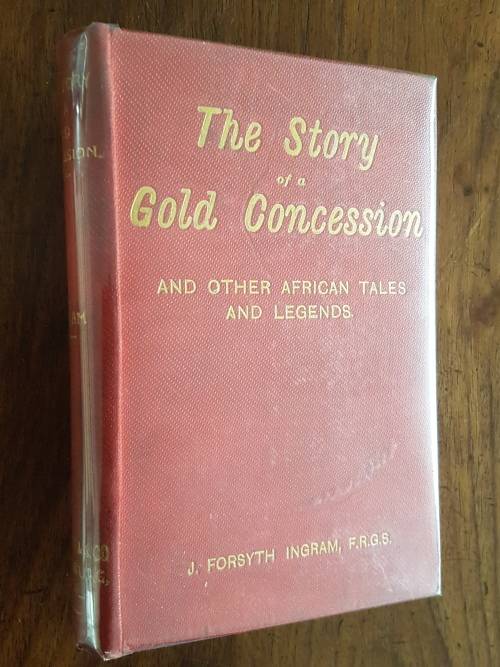 The Story
of a
Gold Concession
AND OTHER AFRICAN TALES
AND LEGENDS.
J. FORSYTH INGRAM, F.R.G.S.